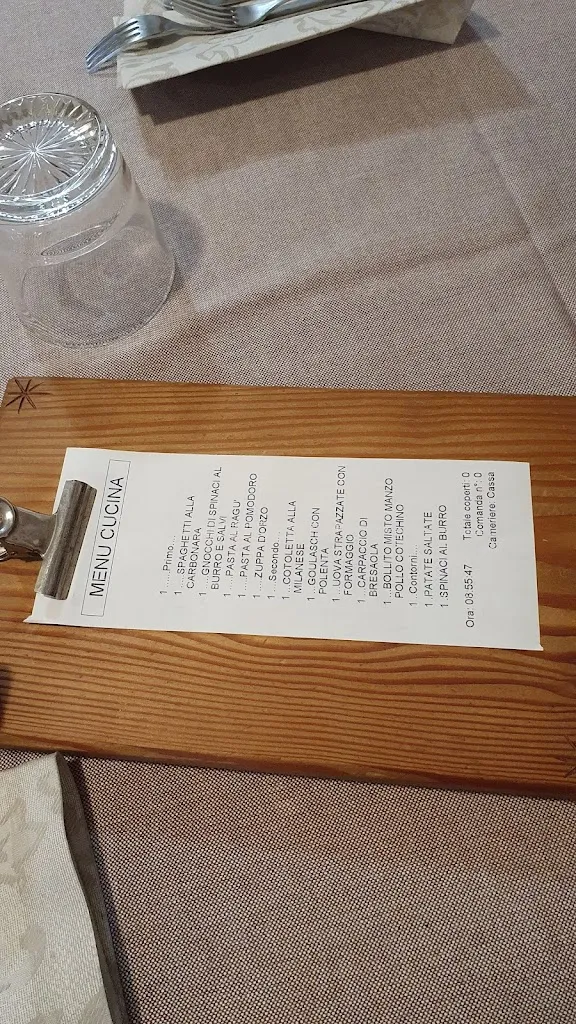 MENU CUCINA
1 ......Primo....
1 ...SPAGHETTI ALLA
CARBONARA
1 ...GNOCCHI DI SPINACI AL
BURRO E SALVI
1 ...PASTA AL RAGU'
1 ...PASTA AL POMODORO
1 ...ZUPPA D'ORZO
1 ...Secondo...
1 ...COTOLETTA ALLA
MILANESE
1 ...GOULASCH CON
POLENTA
1 ...UOVA STRAPAZZATE CON
FORMAGGIO
1 ...CARPACCIO DI
BRESAOLA
1 ...BOLLITO MISTO MANZO
POLLO COTECHINO
1 ...Contorni...
1 ..PATATE SALTATE
1 ..SPINACI AL BURRO
Totale coperti: 0
Ora: 08.55.47 Comanda n°: 0
Cameriere: Cassa